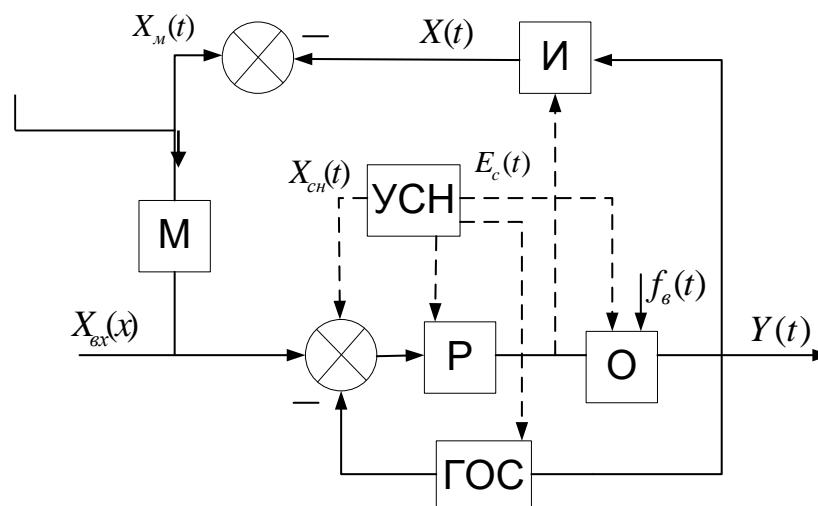 Xм(t)
X(t)
И
Xсн(t)
УСН
Eс(t)
М
fв(t)
Xвх(x)
Р
О
Y(t)
ГОС